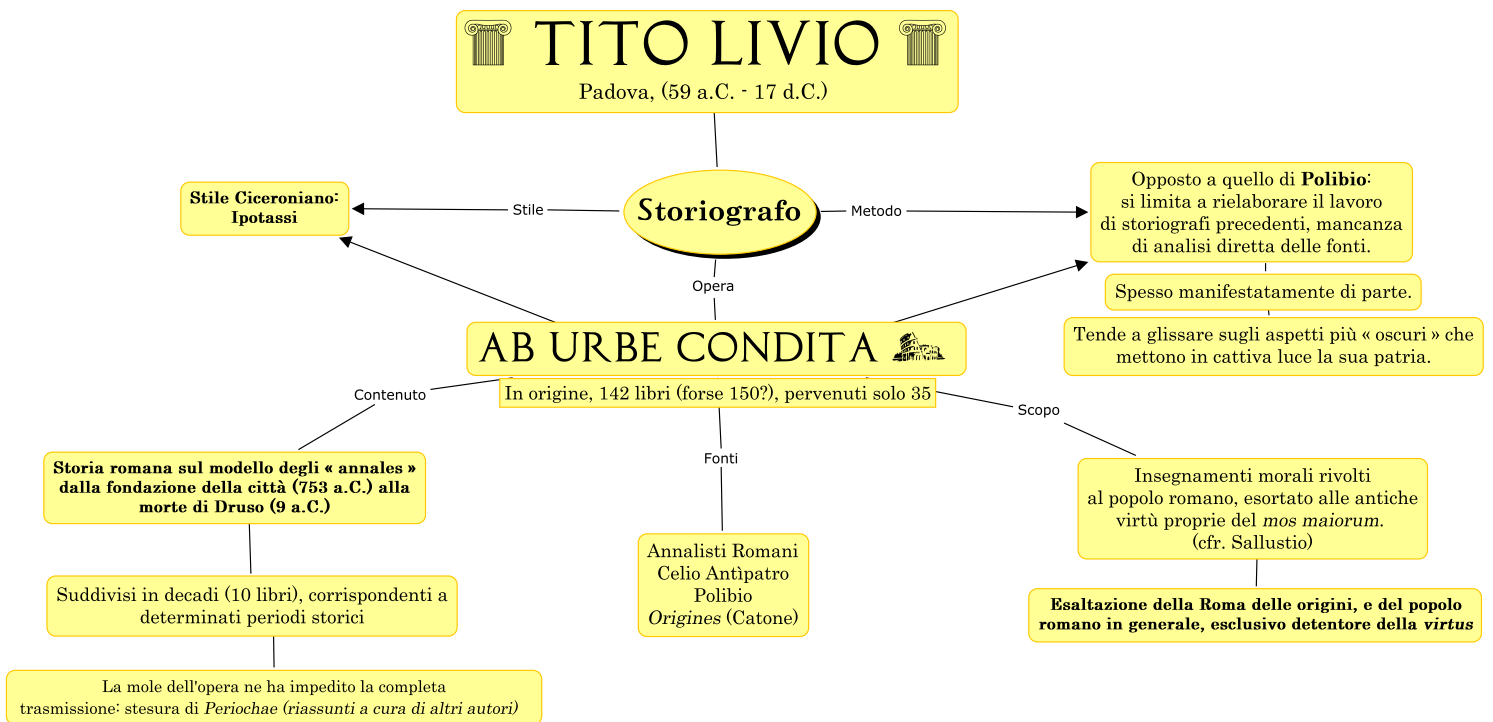 TITO LIVIO
Padova, (59 a.C. - 17 d.C.)
Stile Ciceroniano:
Ipotassi
Stile
Storiografo
Metodo
Opposto a quello di Polibio:
si limita a rielaborare il lavoro
di storiografi precedenti, mancanza
di analisi diretta delle fonti.
Spesso manifestatamente di parte.
Tende a glissare sugli aspetti più « oscuri » che
mettono in cattiva luce la sua patria.
Opera
AB URBE CONDITA
In origine, 142 libri (forse 150?), pervenuti solo 35
Contenuto
Storia romana sul modello degli « annales »
dalla fondazione della città (753 a.C.) alla
morte di Druso (9 a.C.)
Suddivisi in decadi (10 libri), corrispondenti a
determinati periodi storici
La mole dell'opera ne ha impedito la completa
trasmissione: stesura di Periochae (riassunti a cura di altri autori)
Fonti
Annalisti Romani
Celio Antìpatro
Polibio
Origines (Catone)
Scopo
Insegnamenti morali rivolti
al popolo romano, esortato alle antiche
virtù proprie del mos maiorum.
(cfr. Sallustio)
Esaltazione della Roma delle origini, e del popolo
romano in generale, esclusivo detentore della virtus